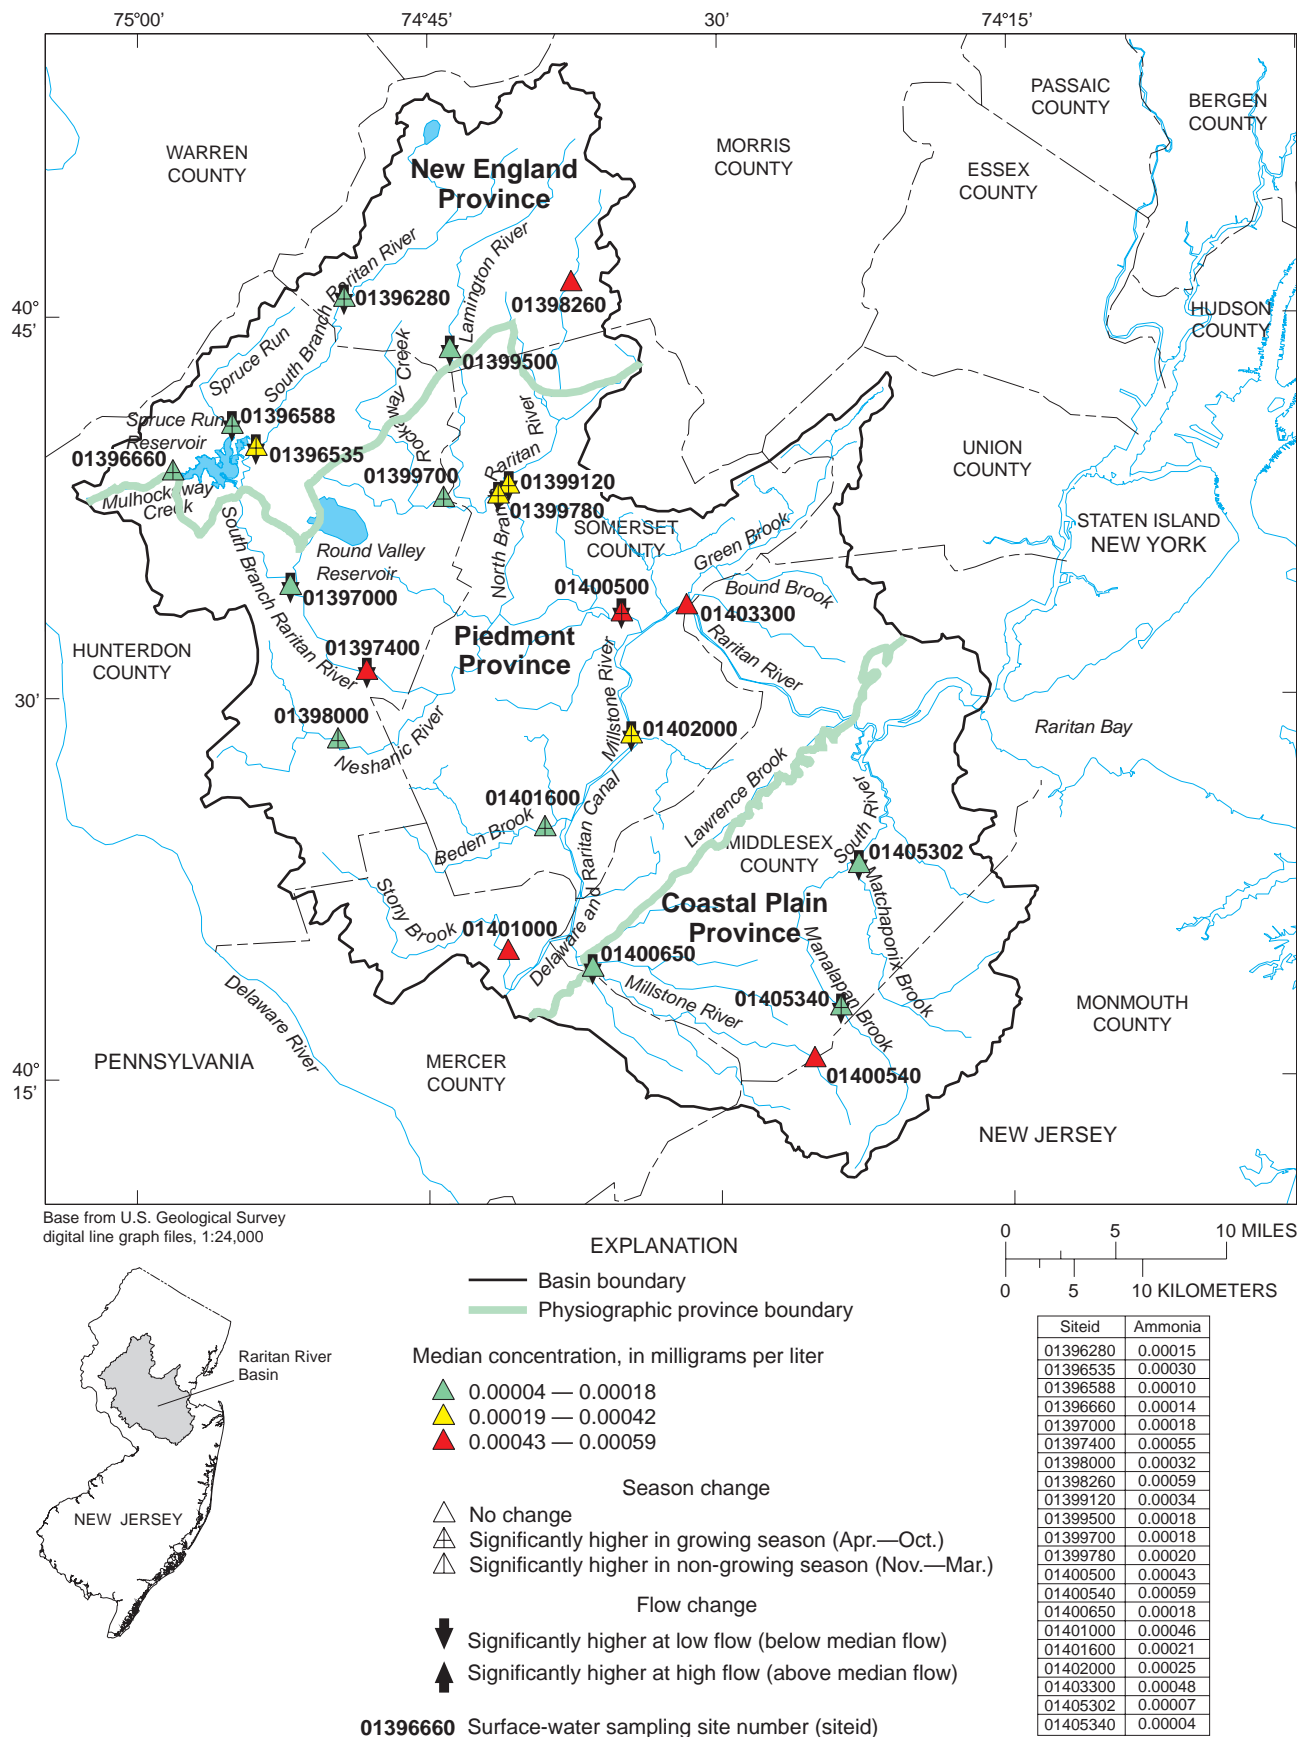 75°00'
74°45'
30'
74°15'
PASSAIC
COUNTY
BERGEN
COUNTY
WARREN
COUNTY
MORRIS
COUNTY
ESSEX
COUNTY
New England
Province
South Branch Raritan River
Lamington River
01396280
01398260
40°
45'
HUDSON
COUNTY
Spruce Run
Rockaway Creek
01399500
Spruce Run
Reservoir
01396588
01396535
01396660
Mulhockaway
Creek
01399700
North Branch Raritan River
01399120
01399780
UNION
COUNTY
SOMERSET
COUNTY
Green Brook
STATEN ISLAND
NEW YORK
Round Valley
Reservoir
01397000
South Branch Raritan River
01400500
Bound Brook
01403300
Raritan River
HUNTERDON
COUNTY
01397400
Piedmont
Province
Millstone River
30'
01398000
Neshanic River
01402000
Raritan Bay
01401600
Beden Brook
Delaware and Raritan Canal
Lawrence Brook
MIDDLESEX
COUNTY
South River
01405302
Matchaponix Brook
Stony Brook
01401000
Coastal Plain
Province
01400650
Manalapan Brook
Millstone River
01405340
Delaware River
MONMOUTH
COUNTY
PENNSYLVANIA
MERCER
COUNTY
01400540
40°
15'
NEW JERSEY
Base from U.S. Geological Survey
digital line graph files, 1:24,000
0 5 10 MILES
0 5 10 KILOMETERS
EXPLANATION
Basin boundary
Physiographic province boundary
Median concentration, in milligrams per liter
0.00004 — 0.00018
0.00019 — 0.00042
0.00043 — 0.00059
Season change
No change
Significantly higher in growing season (Apr.—Oct.)
Significantly higher in non-growing season (Nov.—Mar.)
Flow change
Significantly higher at low flow (below median flow)
Significantly higher at high flow (above median flow)
01396660 Surface-water sampling site number (siteid)
Raritan River
Basin
NEW JERSEY
Siteid Ammonia
01396280 0.00015
01396535 0.00030
01396588 0.00010
01396660 0.00014
01397000 0.00018
01397400 0.00055
01398000 0.00032
01398260 0.00059
01399120 0.00034
01399500 0.00018
01399700 0.00018
01399780 0.00020
01400500 0.00043
01400540 0.00059
01400650 0.00018
01401000 0.00046
01401600 0.00021
01402000 0.00025
01403300 0.00048
01405302 0.00007
01405340 0.00004